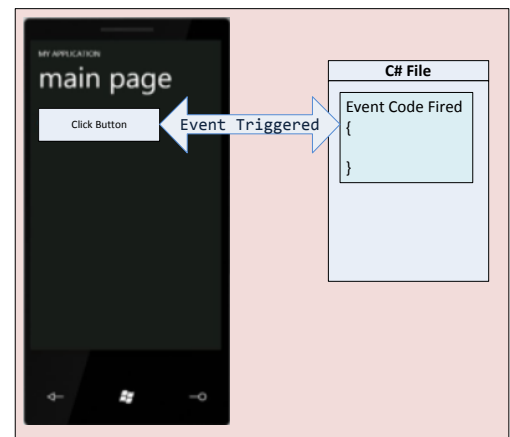 MY APPLICATION
main page
Click Button
Event Triggered
C# File
Event Code Fired
{
}